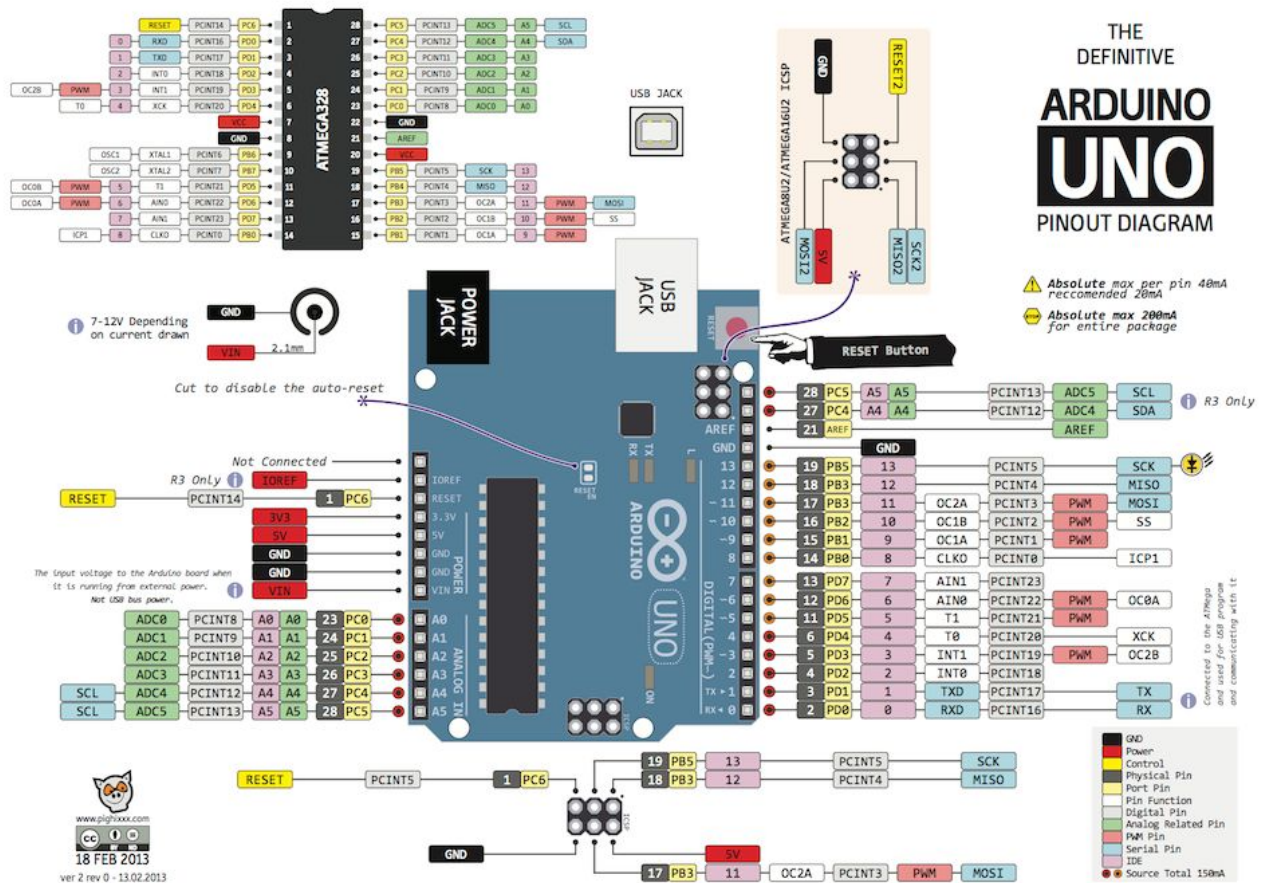 THE
DEFINITIVE
ARDUINO
UNO
PINOUT DIAGRAM
RESET PCINT14 PC6 1 28 PC5 PCINT13 ADC5 A5 SCL
0 RXD PCINT16 PD0 2 27 PC4 PCINT12 ADC4 A4 SDA
1 TXD PCINT17 PD1 3 26 PC3 PCINT11 ADC3 A3
2 INT0 PCINT18 PD2 4 25 PC2 PCINT10 ADC2 A2
OC2B PWM 3 INT1 PCINT19 PD3 5 24 PC1 PCINT9 ADC1 A1
T0 4 XCK PCINT20 PD4 6 23 PC0 PCINT8 ADC0 A0
VCC 7 22 GND
GND 8 21 AREF
OSC1 XTAL1 PCINT6 PB6 9 20 VCC
OSC2 XTAL2 PCINT7 PB7 10 19 PB5 PCINT5 SCK 13
OC0B PWM 5 T1 PCINT21 PD5 11 18 PB4 PCINT4 MISO 12
OC0A PWM 6 AIN0 PCINT22 PD6 12 17 PB3 PCINT3 OC2A 11 PWM MOSI
7 AIN1 PCINT23 PD7 13 16 PB2 PCINT2 OC1B 10 PWM SS
ICP1 8 CLKO PCINT0 PB0 14 15 PB1 PCINT1 OC1A 9 PWM
ATMEGA328
USB JACK
ATMEGA8U2/ATMEGA16U2 ICSP
GND
RESET2
MOSI2
5V
MISO2
SCK2
Absolute max per pin 40mA
reccomended 20mA
STOP
Absolute max 200mA
for entire package
GND
VIN
2.1mm
7-12V Depending
on current drawn
POWER
JACK
USB
JACK
RESET
RESET Button
Cut to disable the auto-reset
Not Connected
R3 Only IOREF
RESET PCINT14 1 PC6
3V3
5V
GND
GND
VIN
The input voltage to the Arduino board when
it is running from external power.
Not USB bus power.
ADC0 PCINT8 A0 A0 23 PC0
ADC1 PCINT9 A1 A1 24 PC1
ADC2 PCINT10 A2 A2 25 PC2
ADC3 PCINT11 A3 A3 26 PC3
SCL ADC4 PCINT12 A4 A4 27 PC4
SCL ADC5 PCINT13 A5 A5 28 PC5
IOREF
RESET
3.3V
5V
GND
GND
VIN
POWER
A0
A1
A2
A3
A4
A5
ANALOG IN
RESET
EN
RX
TX
L
ARDUINO
UNO
ON
ICSP
AREF
GND
13
12
~11
~10
~9
8
7
~6
~5
4
~3
2
TX ▸ 1
RX ◂ 0
DIGITAL (PWM~)
28 PC5 A5 A5 PCINT13 ADC5 SCL R3 Only
27 PC4 A4 A4 PCINT12 ADC4 SDA
21 AREF AREF
GND
19 PB5 13 PCINT5 SCK
18 PB3 12 PCINT4 MISO
17 PB3 11 OC2A PCINT3 PWM MOSI
16 PB2 10 OC1B PCINT2 PWM SS
15 PB1 9 OC1A PCINT1 PWM
14 PB0 8 CLKO PCINT0 ICP1
13 PD7 7 AIN1 PCINT23
12 PD6 6 AIN0 PCINT22 PWM OC0A
11 PD5 5 T1 PCINT21 PWM
6 PD4 4 T0 PCINT20 XCK
5 PD3 3 INT1 PCINT19 PWM OC2B
4 PD2 2 INT0 PCINT18
3 PD1 1 TXD PCINT17 TX
2 PD0 0 RXD PCINT16 RX
Connected to the ATMega
and used for USB program
and communicating with it
RESET PCINT5 1 PC6
19 PB5 13 PCINT5 SCK
18 PB3 12 PCINT4 MISO
ICSP
GND
5V
17 PB3 11 OC2A PCINT3 PWM MOSI
GND
Power
Control
Physical Pin
Port Pin
Pin Function
Digital Pin
Analog Related Pin
PWM Pin
Serial Pin
IDE
Source Total 150mA
www.pighixxx.com
cc
BY ND
18 FEB 2013
ver 2 rev 0 - 13.02.2013